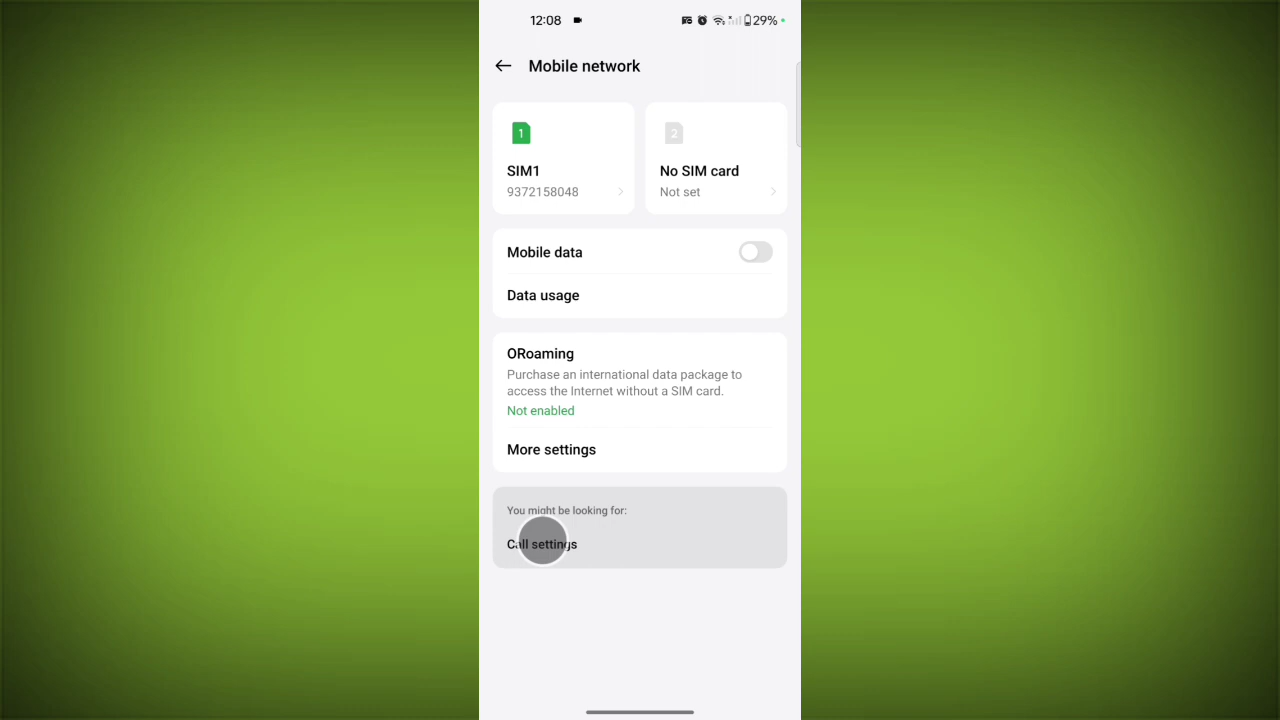 12:08
29%
Mobile network
1
2
SIM1
No SIM card
9372158048
Not set
Mobile data
Data usage
ORoaming
Purchase an international data package to
access the Internet without a SIM card.
Not enabled
More settings
You might be looking for:
Call settings